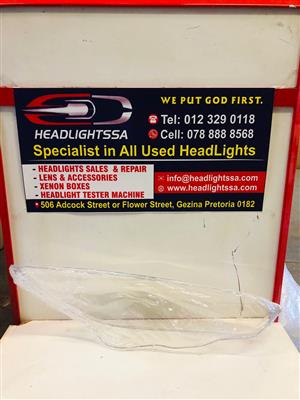 WE PUT GOD FIRST.
Tel: 012 329 0118
Cell: 078 888 8568
HEADLIGHTSSA
Specialist in All Used HeadLights
- HEADLIGHTS SALES & REPAIR
- LENS & ACCESSORIES
- XENON BOXES
- HEADLIGHT TESTER MACHINE
info@headlightssa.com
www.headlightssa.com
506 Adcock Street or Flower Street, Gezina Pretoria 0182